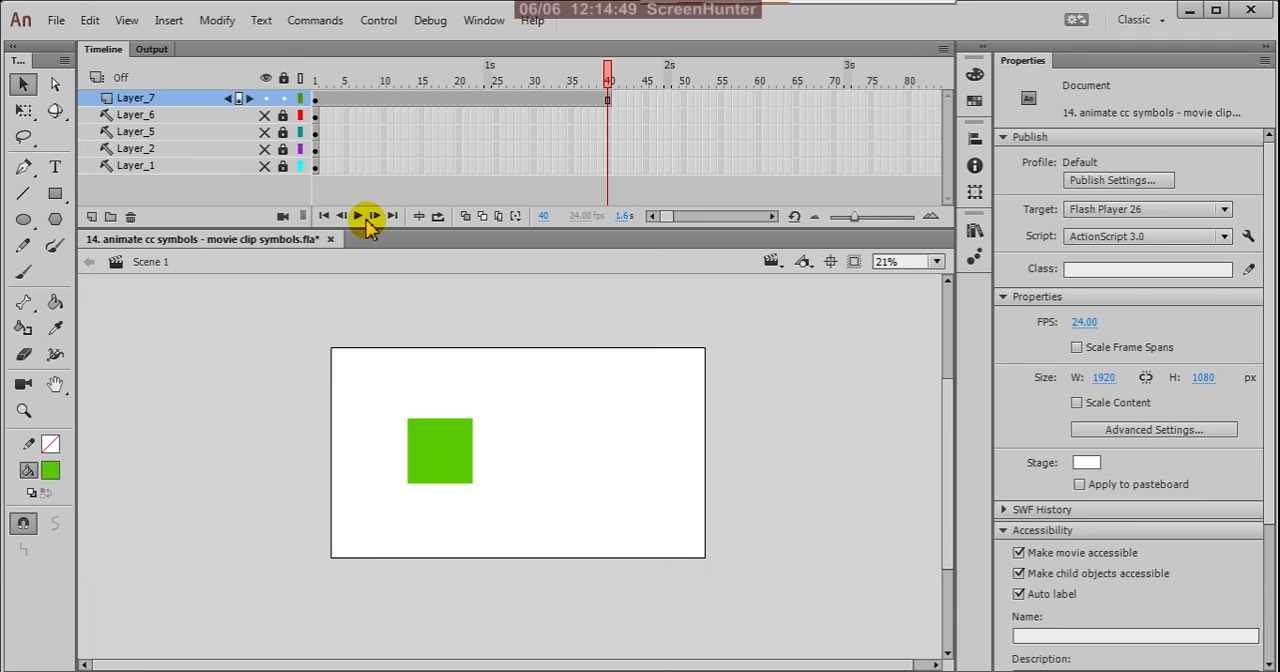 06/06 12:14:49 ScreenHunter
An File Edit View Insert Modify Text Commands Control Debug Window Help Classic
T... Timeline Output Properties
Off 1s 2s 3s
1 5 10 15 20 25 30 35 40 45 50 55 60 65 70 75 80
Layer_7
Layer_6
Layer_5
Layer_2
Layer_1
40 24.00 fps 1.6s
14. animate cc symbols - movie clip symbols.fla*
Scene 1 21%
Document
An 14. animate cc symbols - movie clip...
Publish
Profile: Default
Publish Settings...
Target: Flash Player 26
Script: ActionScript 3.0
Class:
Properties
FPS: 24.00
Scale Frame Spans
Size: W: 1920 H: 1080 px
Scale Content
Advanced Settings...
Stage:
Apply to pasteboard
SWF History
Accessibility
Make movie accessible
Make child objects accessible
Auto label
Name:
Description: